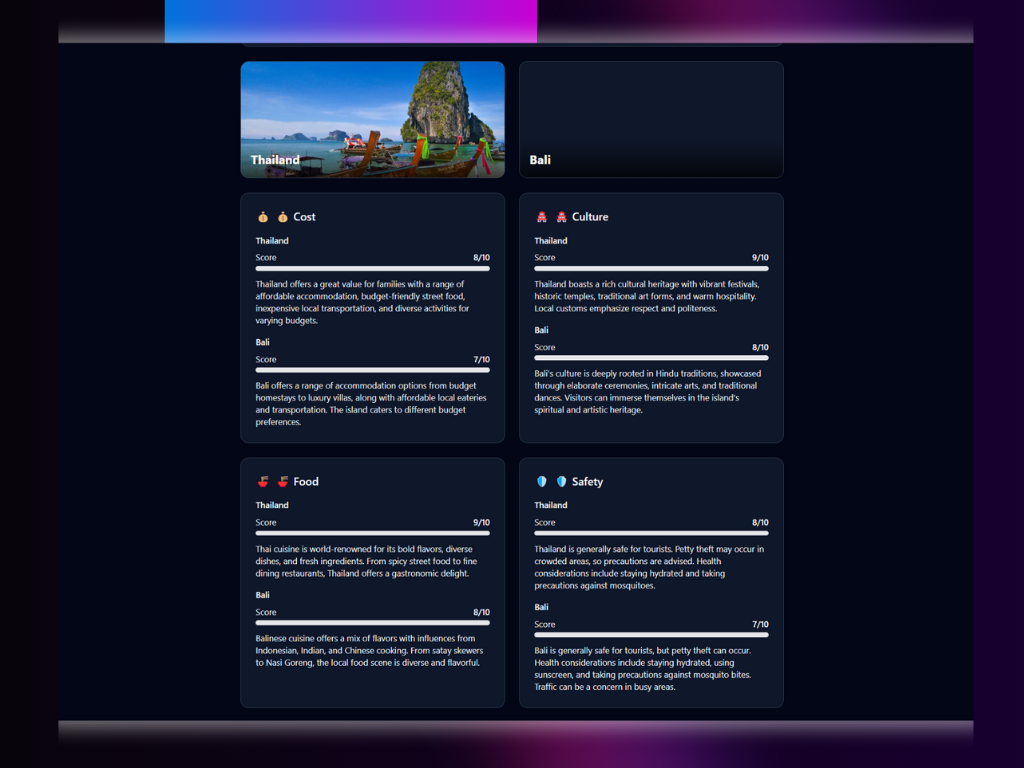 Thailand
Bali
💰 💰 Cost
Thailand
Score 8/10
Thailand offers a great value for families with a range of
affordable accommodation, budget-friendly street food,
inexpensive local transportation, and diverse activities for
varying budgets.
Bali
Score 7/10
Bali offers a range of accommodation options from budget
homestays to luxury villas, along with affordable local eateries
and transportation. The island caters to different budget
preferences.
Culture
Thailand
Score 9/10
Thailand boasts a rich cultural heritage with vibrant festivals,
historic temples, traditional art forms, and warm hospitality.
Local customs emphasize respect and politeness.
Bali
Score 8/10
Bali's culture is deeply rooted in Hindu traditions, showcased
through elaborate ceremonies, intricate arts, and traditional
dances. Visitors can immerse themselves in the island's
spiritual and artistic heritage.
Food
Thailand
Score 9/10
Thai cuisine is world-renowned for its bold flavors, diverse
dishes, and fresh ingredients. From spicy street food to fine
dining restaurants, Thailand offers a gastronomic delight.
Bali
Score 8/10
Balinese cuisine offers a mix of flavors with influences from
Indonesian, Indian, and Chinese cooking. From satay skewers
to Nasi Goreng, the local food scene is diverse and flavorful.
Safety
Thailand
Score 8/10
Thailand is generally safe for tourists. Petty theft may occur in
crowded areas, so precautions are advised. Health
considerations include staying hydrated and taking
precautions against mosquitoes.
Bali
Score 7/10
Bali is generally safe for tourists, but petty theft can occur.
Health considerations include staying hydrated, using
sunscreen, and taking precautions against mosquito bites.
Traffic can be a concern in busy areas.